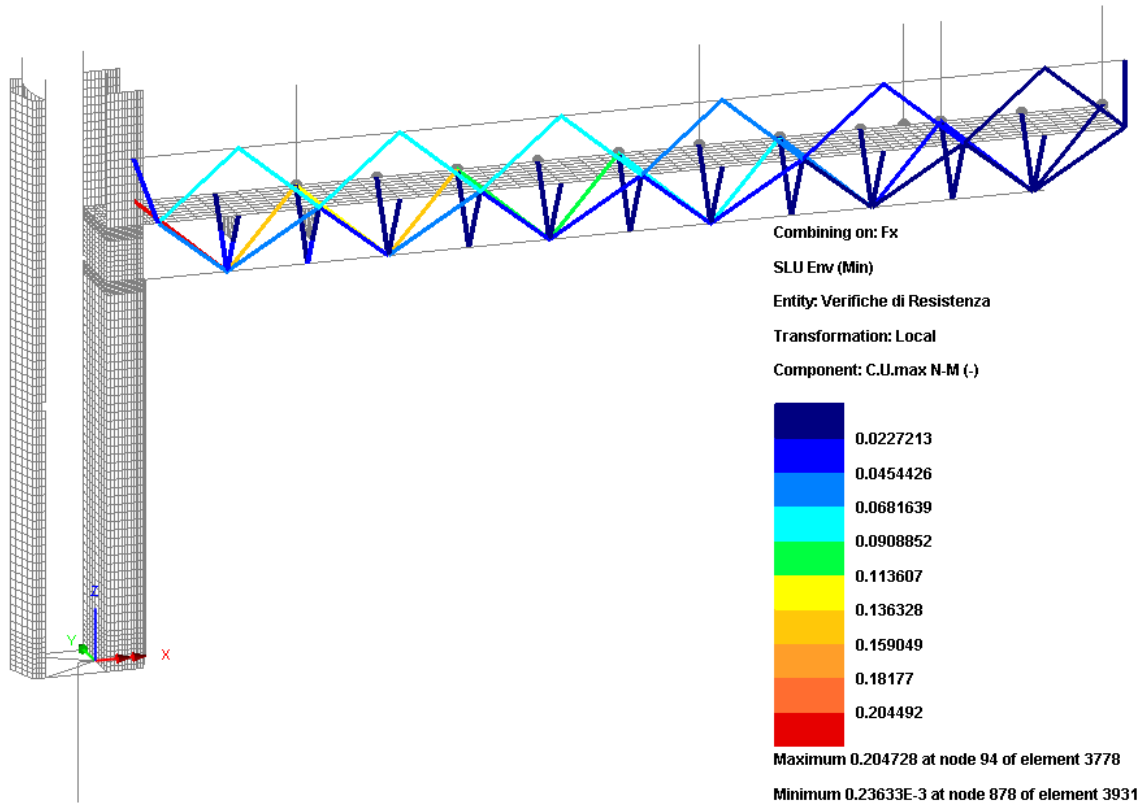 Combining on: Fx
SLU Env (Min)
Entity: Verifiche di Resistenza
Transformation: Local
Component: C.U.max N-M (-)
0.0227213
0.0454426
0.0681639
0.0908852
0.113607
0.136328
0.159049
0.18177
0.204492
Z
Y
X
Maximum 0.204728 at node 94 of element 3778
Minimum 0.23633E-3 at node 878 of element 3931